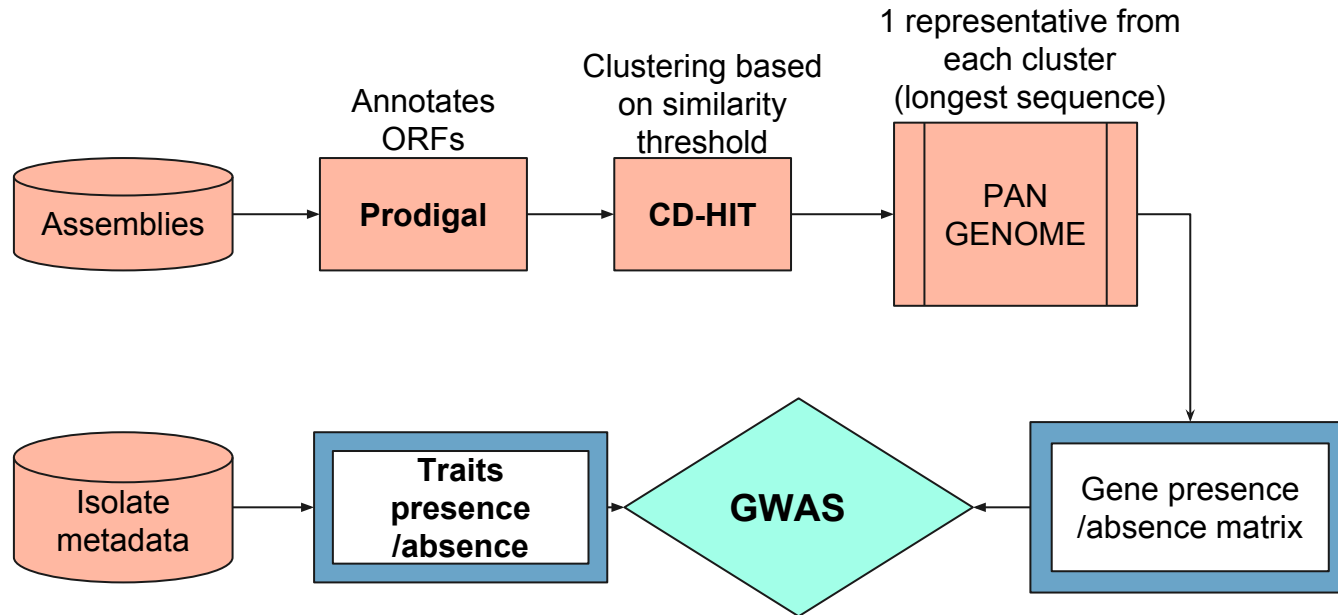 1 representative from
each cluster
(longest sequence)
Clustering based
on similarity
threshold
Annotates
ORFs
Assemblies
Prodigal
CD-HIT
PAN
GENOME
Isolate
metadata
Traits
presence
/absence
GWAS
Gene presence
/absence matrix